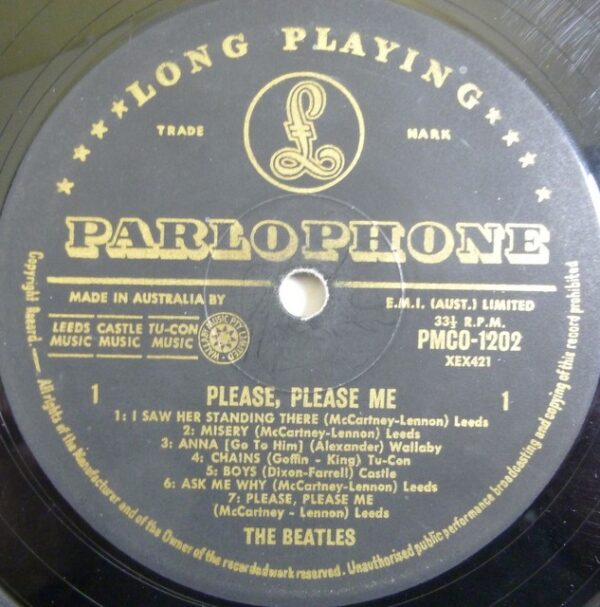 LONG PLAYING
TRADE MARK
£
PARLOPHONE
MADE IN AUSTRALIA BY
E.M.I. (AUST.) LIMITED
33⅓ R.P.M.
LEEDS MUSIC
CASTLE MUSIC
TU-CON MUSIC
WALLABY MUSIC PTY. LIMITED
PMCO-1202
XEX421
1
PLEASE, PLEASE ME
1
1: I SAW HER STANDING THERE (McCartney-Lennon) Leeds
2: MISERY (McCartney-Lennon) Leeds
3: ANNA [Go To Him] (Alexander) Wallaby
4: CHAINS (Goffin - King) Tu-Con
5: BOYS (Dixon-Farrell) Castle
6: ASK ME WHY (McCartney-Lennon) Leeds
7: PLEASE, PLEASE ME
(McCartney - Lennon) Leeds
THE BEATLES
Copyright Regard. — All rights of the Manufacturer and of the Owner of the recorded work reserved. Unauthorised public performance broadcasting and copying of this record prohibited